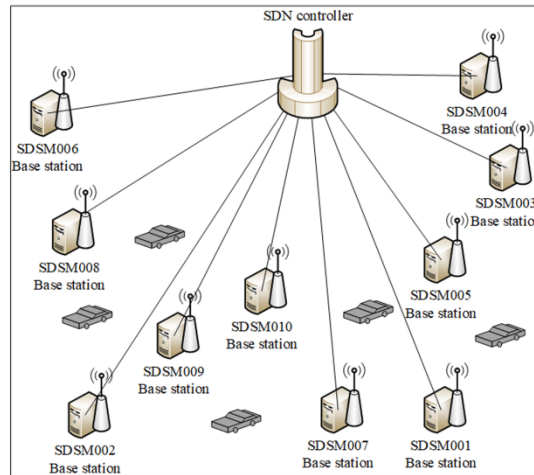 SDN controller
SDSM004
Base station
SDSM006
Base station
SDSM003
Base station
SDSM008
Base station
SDSM005
Base station
SDSM010
Base station
SDSM009
Base station
SDSM002
Base station
SDSM007
Base station
SDSM001
Base station